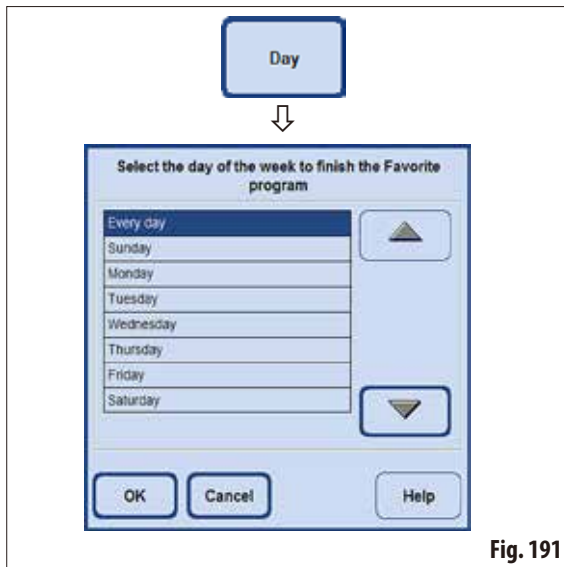 Day
Select the day of the week to finish the Favorite
program
Every day
Sunday
Monday
Tuesday
Wednesday
Thursday
Friday
Saturday
OK
Cancel
Help
Fig. 191